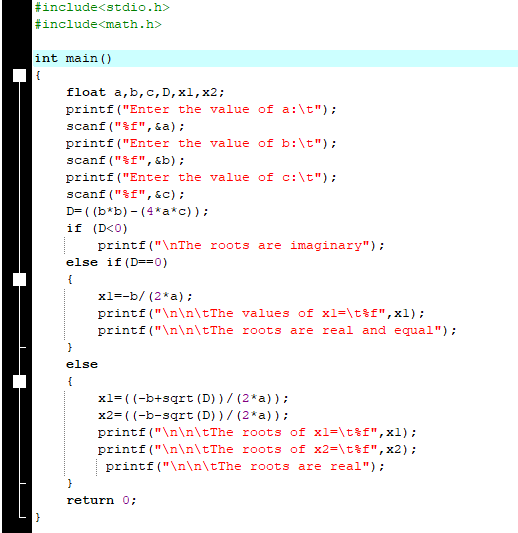 #include<stdio.h>
#include<math.h>

int main()
{
    float a,b,c,D,x1,x2;
    printf("Enter the value of a:\t");
    scanf("%f",&a);
    printf("Enter the value of b:\t");
    scanf("%f",&b);
    printf("Enter the value of c:\t");
    scanf("%f",&c);
    D=((b*b)-(4*a*c));
    if (D<0)
        printf("\nThe roots are imaginary");
    else if(D==0)
    {
        x1=-b/(2*a);
        printf("\n\n\tThe values of x1=\t%f",x1);
        printf("\n\n\tThe roots are real and equal");
    }
    else
    {
        x1=((-b+sqrt(D))/(2*a));
        x2=((-b-sqrt(D))/(2*a));
        printf("\n\n\tThe roots of x1=\t%f",x1);
        printf("\n\n\tThe roots of x2=\t%f",x2);
         printf("\n\n\tThe roots are real");
    }
    return 0;
}